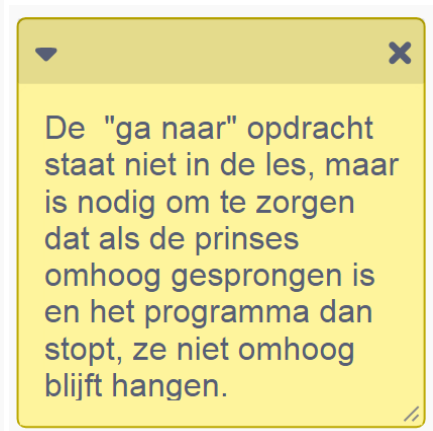 De  "ga naar" opdracht
staat niet in de les, maar
is nodig om te zorgen
dat als de prinses
omhoog gesprongen is
en het programma dan
stopt, ze niet omhoog
blijft hangen.